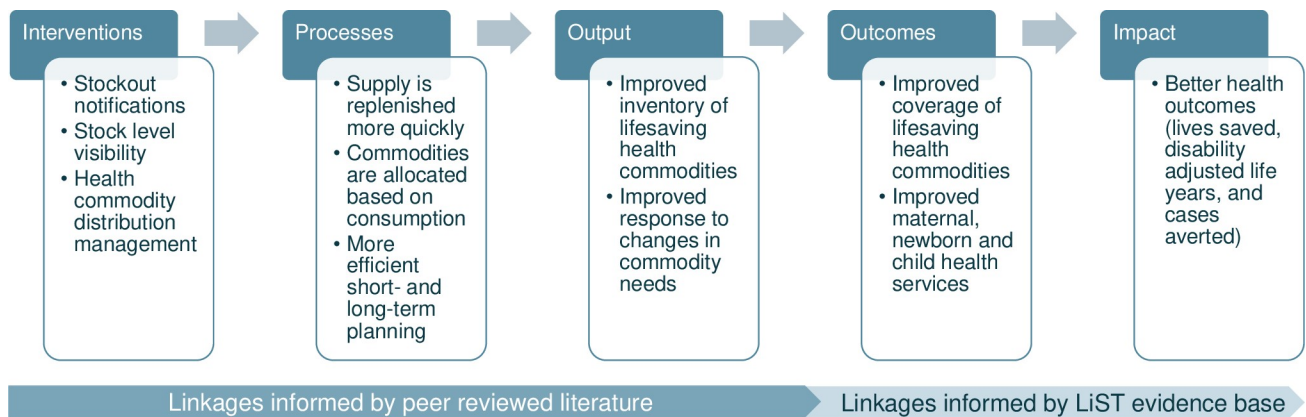 Interventions
• Stockout
notifications
• Stock level
visibility
• Health
commodity
distribution
management
Processes
• Supply is
replenished
more quickly
• Commodities
are allocated
based on
consumption
• More
efficient
short- and
long-term
planning
Output
• Improved
inventory of
lifesaving
health
commodities
• Improved
response to
changes in
commodity
needs
Outcomes
• Improved
coverage of
lifesaving
health
commodities
• Improved
maternal,
newborn and
child health
services
Impact
• Better health
outcomes
(lives saved,
disability
adjusted life
years, and
cases
averted)
Linkages informed by peer reviewed literature
Linkages informed by LiST evidence base